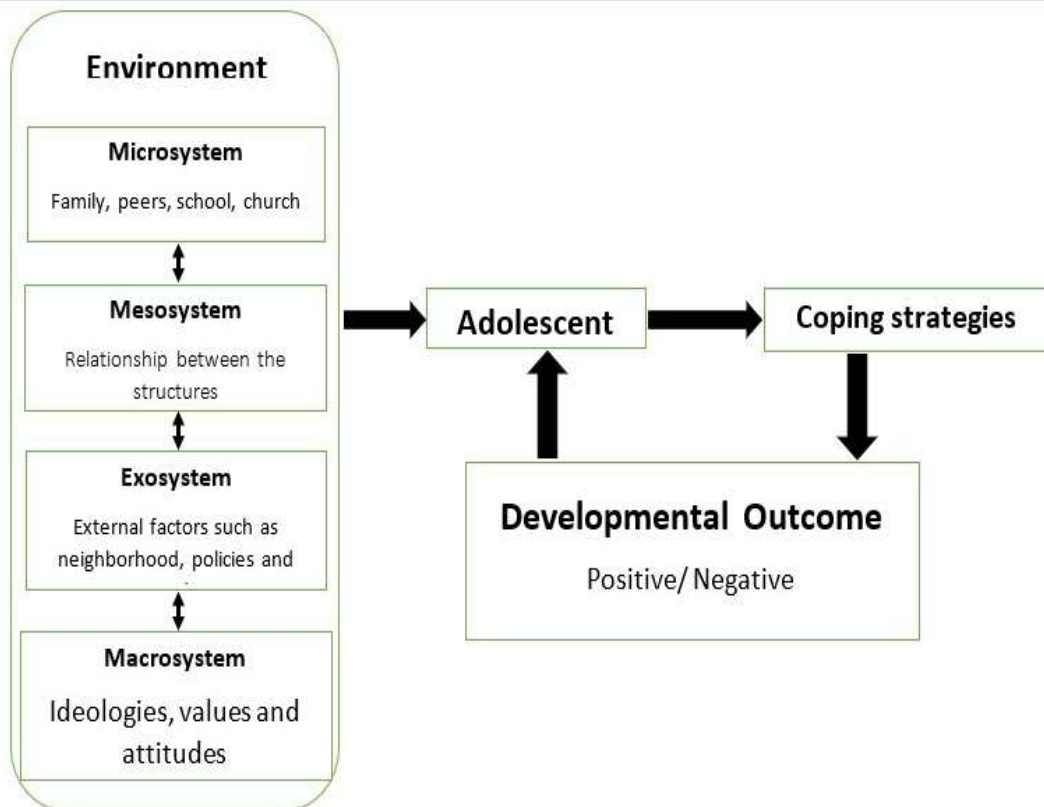 Environment
Microsystem
Family, peers, school, church
Mesosystem
Relationship between the
structures
Exosystem
External factors such as
neighborhood, policies and
Macrosystem
Ideologies, values and
attitudes
Adolescent
Coping strategies
Developmental Outcome
Positive/ Negative